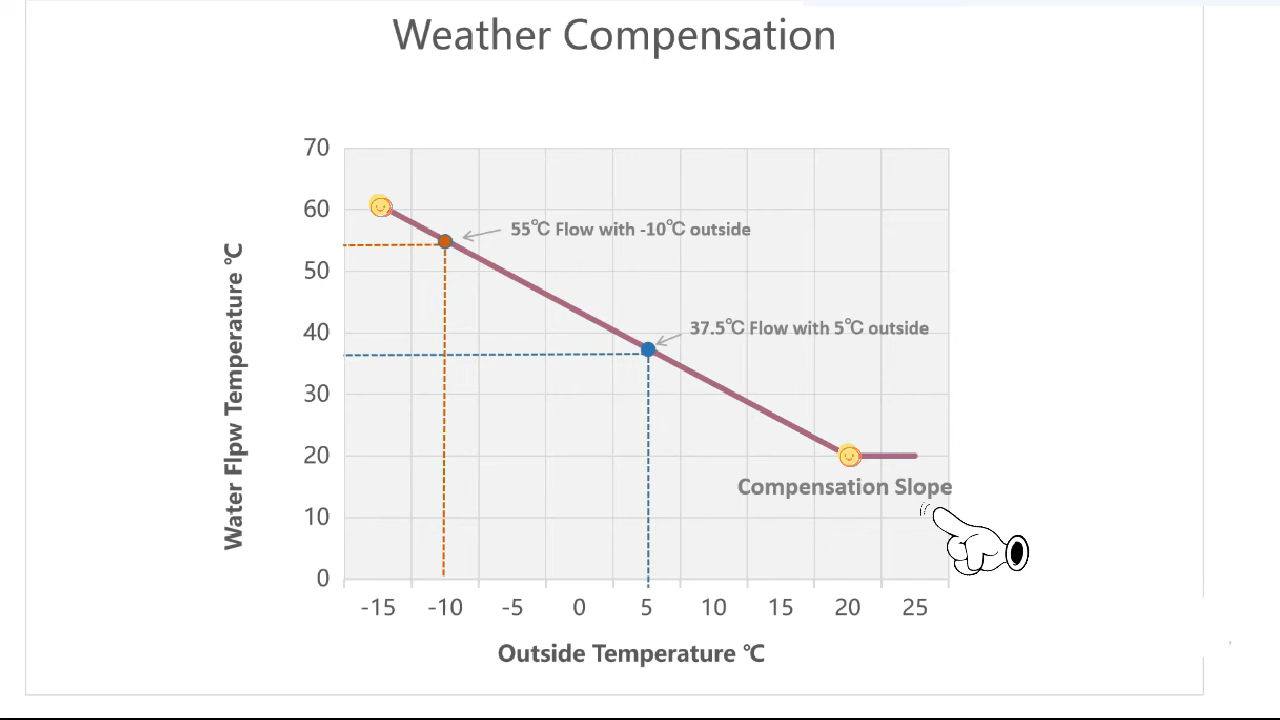 Weather Compensation
70
60
50
40
30
20
10
0
Water Flpw Temperature ℃
55℃ Flow with -10℃ outside
37.5℃ Flow with 5℃ outside
Compensation Slope
-15 -10 -5 0 5 10 15 20 25
Outside Temperature ℃